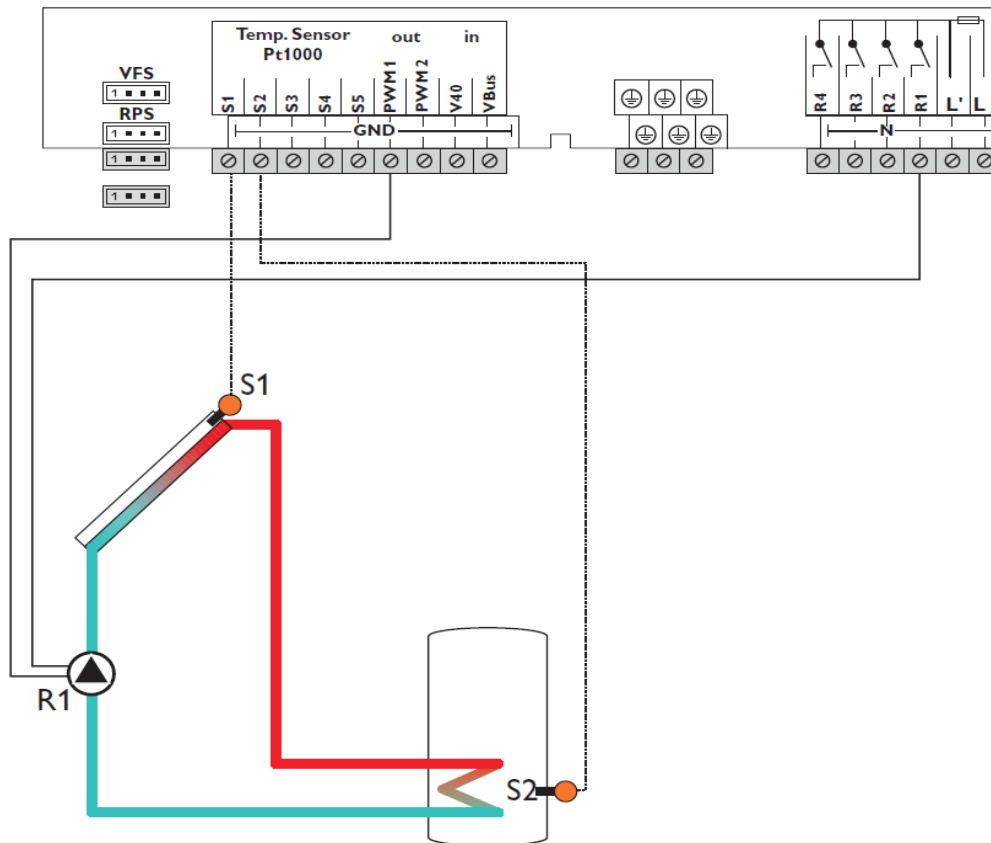 Temp. Sensor out in
Pt1000
VFS
1
RPS
1
1
1
S1 S2 S3 S4 S5 PWM1 PWM2 V40 VBus
GND
R4 R3 R2 R1 L' L
N
S1
R1
S2